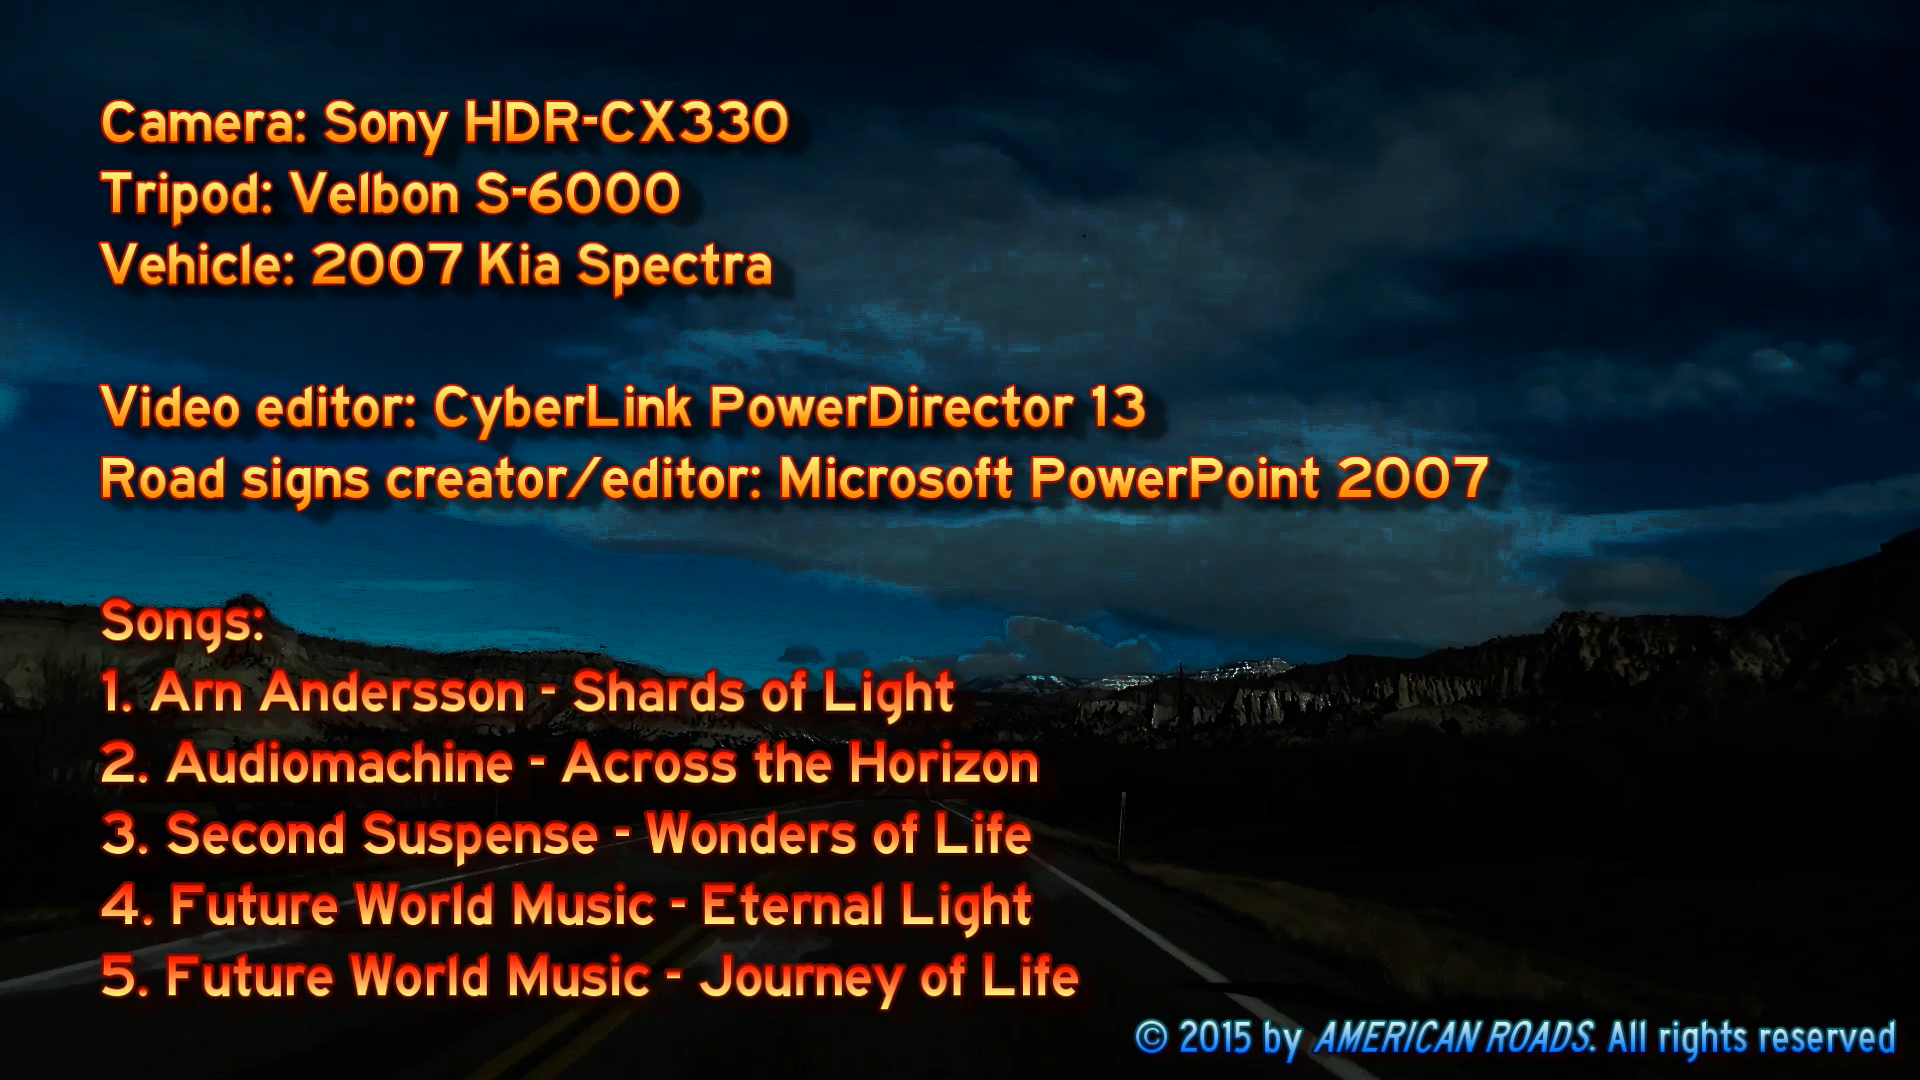 Camera: Sony HDR-CX330
Tripod: Velbon S-6000
Vehicle: 2007 Kia Spectra
Video editor: CyberLink PowerDirector 13
Road signs creator/editor: Microsoft PowerPoint 2007
Songs:
1. Arn Andersson - Shards of Light
2. Audiomachine - Across the Horizon
3. Second Suspense - Wonders of Life
4. Future World Music - Eternal Light
5. Future World Music - Journey of Life
© 2015 by AMERICAN ROADS. All rights reserved